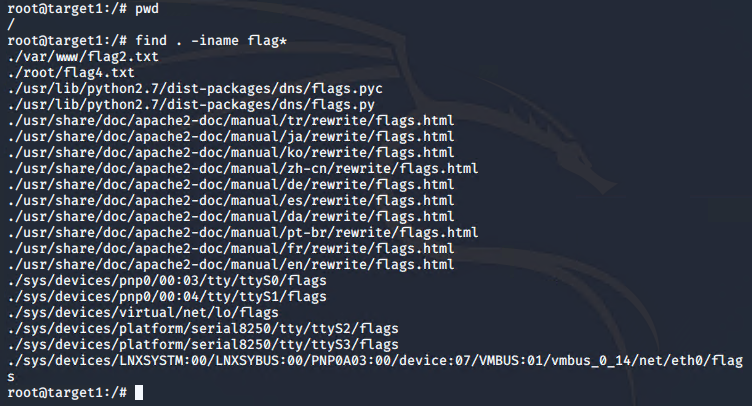 root@target1:/# pwd
/
root@target1:/# find . -iname flag*
./var/www/flag2.txt
./root/flag4.txt
./usr/lib/python2.7/dist-packages/dns/flags.pyc
./usr/lib/python2.7/dist-packages/dns/flags.py
./usr/share/doc/apache2-doc/manual/tr/rewrite/flags.html
./usr/share/doc/apache2-doc/manual/ja/rewrite/flags.html
./usr/share/doc/apache2-doc/manual/ko/rewrite/flags.html
./usr/share/doc/apache2-doc/manual/zh-cn/rewrite/flags.html
./usr/share/doc/apache2-doc/manual/de/rewrite/flags.html
./usr/share/doc/apache2-doc/manual/es/rewrite/flags.html
./usr/share/doc/apache2-doc/manual/da/rewrite/flags.html
./usr/share/doc/apache2-doc/manual/pt-br/rewrite/flags.html
./usr/share/doc/apache2-doc/manual/fr/rewrite/flags.html
./usr/share/doc/apache2-doc/manual/en/rewrite/flags.html
./sys/devices/pnp0/00:03/tty/ttyS0/flags
./sys/devices/pnp0/00:04/tty/ttyS1/flags
./sys/devices/virtual/net/lo/flags
./sys/devices/platform/serial8250/tty/ttyS2/flags
./sys/devices/platform/serial8250/tty/ttyS3/flags
./sys/devices/LNXSYSTM:00/LNXSYBUS:00/PNP0A03:00/device:07/VMBUS:01/vmbus_0_14/net/eth0/flag
s
root@target1:/#